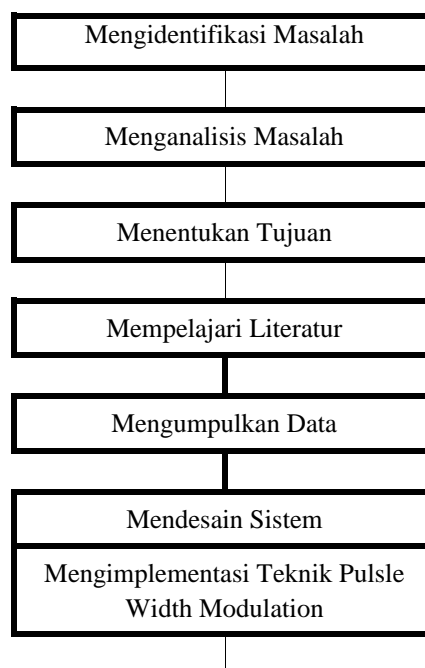 Mengidentifikasi Masalah
Menganalisis Masalah
Menentukan Tujuan
Mempelajari Literatur
Mengumpulkan Data
Mendesain Sistem
Mengimplementasi Teknik Pulsle
Width Modulation